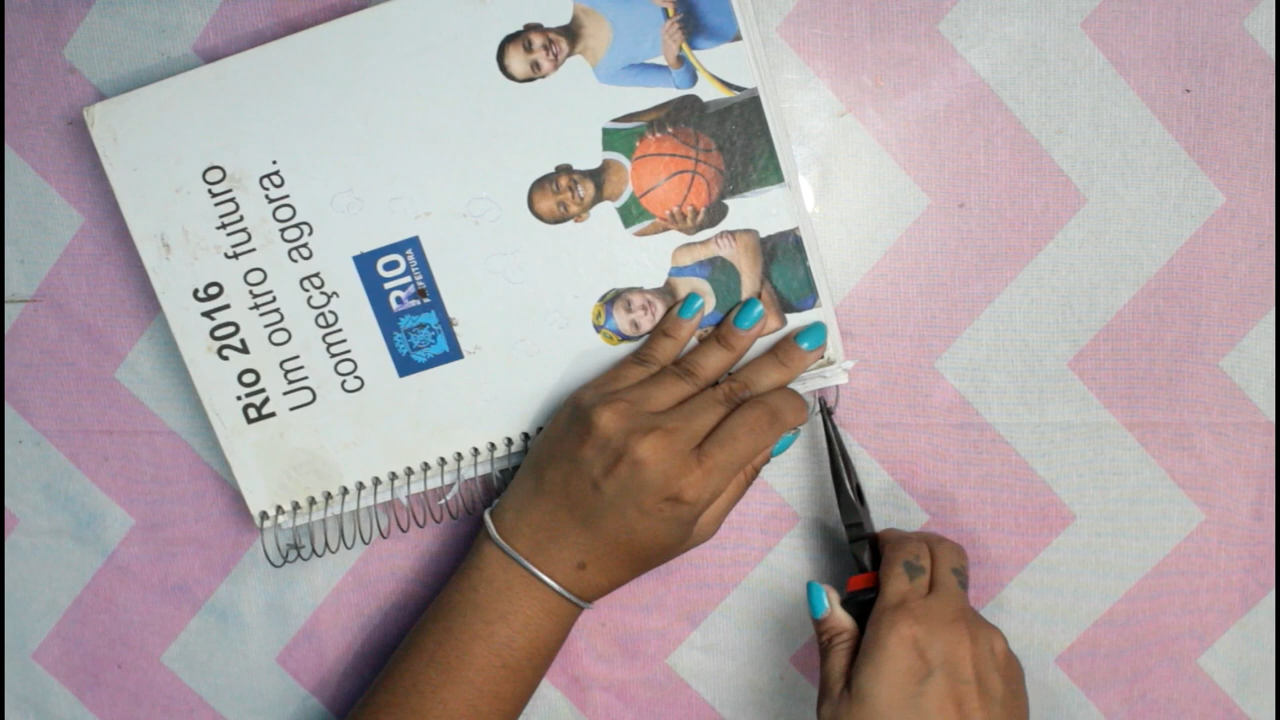 Rio 2016
Um outro futuro
começa agora.
RIO
PREFEITURA